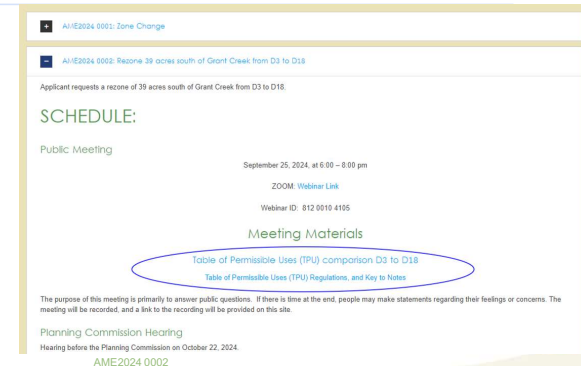 + AME2024 0001: Zone Change
− AME2024 0002: Rezone 39 acres south of Grant Creek from D3 to D18
Applicant requests a rezone of 39 acres south of Grant Creek from D3 to D18.
SCHEDULE:
Public Meeting
September 25, 2024, at 6:00 – 8:00 pm
ZOOM: Webinar Link
Webinar ID: 812 0010 4105
Meeting Materials
Table of Permissible Uses (TPU) comparison D3 to D18
Table of Permissible Uses (TPU) Regulations, and Key to Notes
The purpose of this meeting is primarily to answer public questions. If there is time at the end, people may make statements regarding their feelings or concerns. The
meeting will be recorded, and a link to the recording will be provided on this site.
Planning Commission Hearing
Hearing before the Planning Commission on October 22, 2024.
AME2024 0002